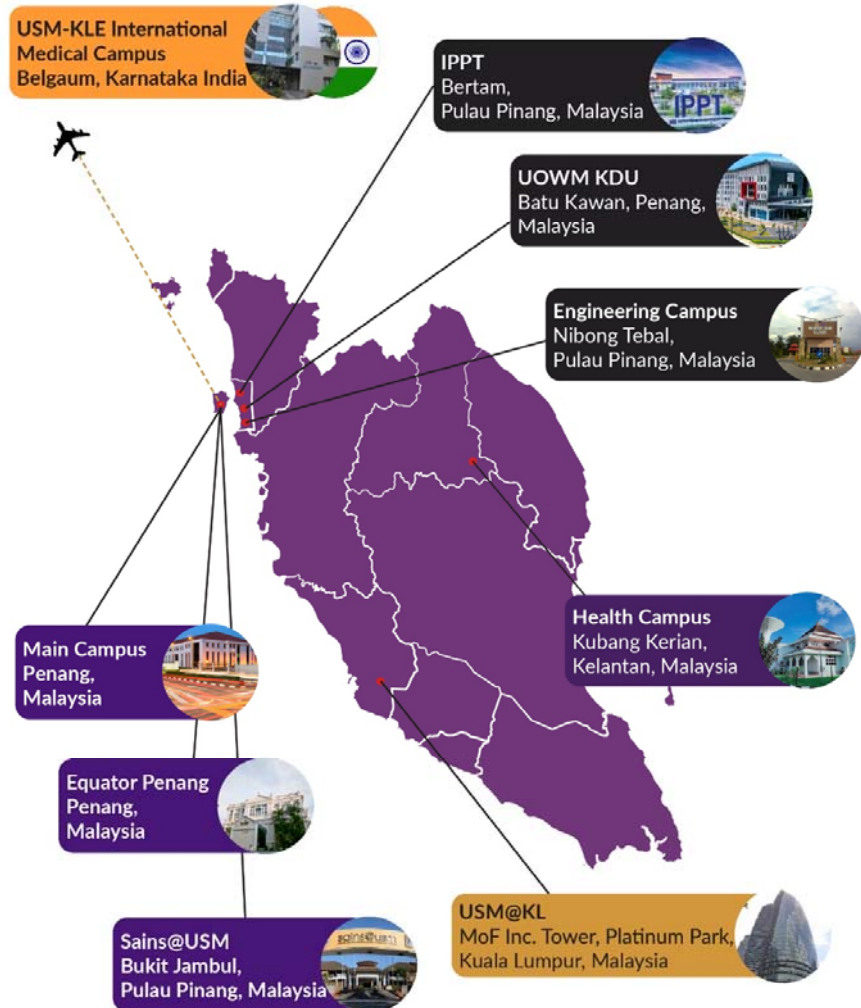 USM-KLE International
Medical Campus
Belgaum, Karnataka India
IPPT
Bertam,
Pulau Pinang, Malaysia
IPPT
UOWM KDU
Batu Kawan, Penang,
Malaysia
Engineering Campus
Nibong Tebal,
Pulau Pinang, Malaysia
Health Campus
Kubang Kerian,
Kelantan, Malaysia
Main Campus
Penang,
Malaysia
Equator Penang
Penang,
Malaysia
USM@KL
MoF Inc. Tower, Platinum Park,
Kuala Lumpur, Malaysia
Sains@USM
Bukit Jambul,
Pulau Pinang, Malaysia
sains@usm